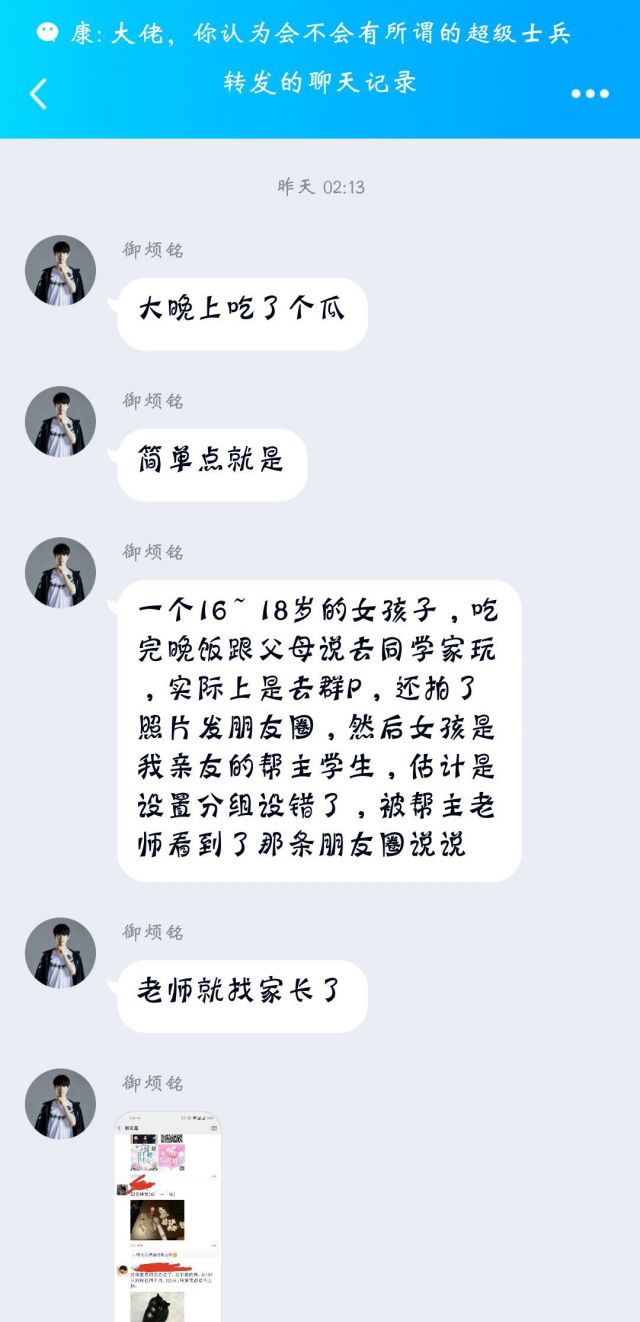 康: 大佬，你认为会不会有所谓的超级士兵
转发的聊天记录
昨天 02:13
御烦铭
大晚上吃了个瓜
御烦铭
简单点就是
御烦铭
一个16~18岁的女孩子，吃
完晚饭跟父母说去同学家玩
，实际上是去群P，还拍了
照片发朋友圈，然后女孩是
我亲友的帮主学生，估计是
设置分组设错了，被帮主老
师看到了那条朋友圈说说
御烦铭
老师就找家长了
御烦铭
朋友圈